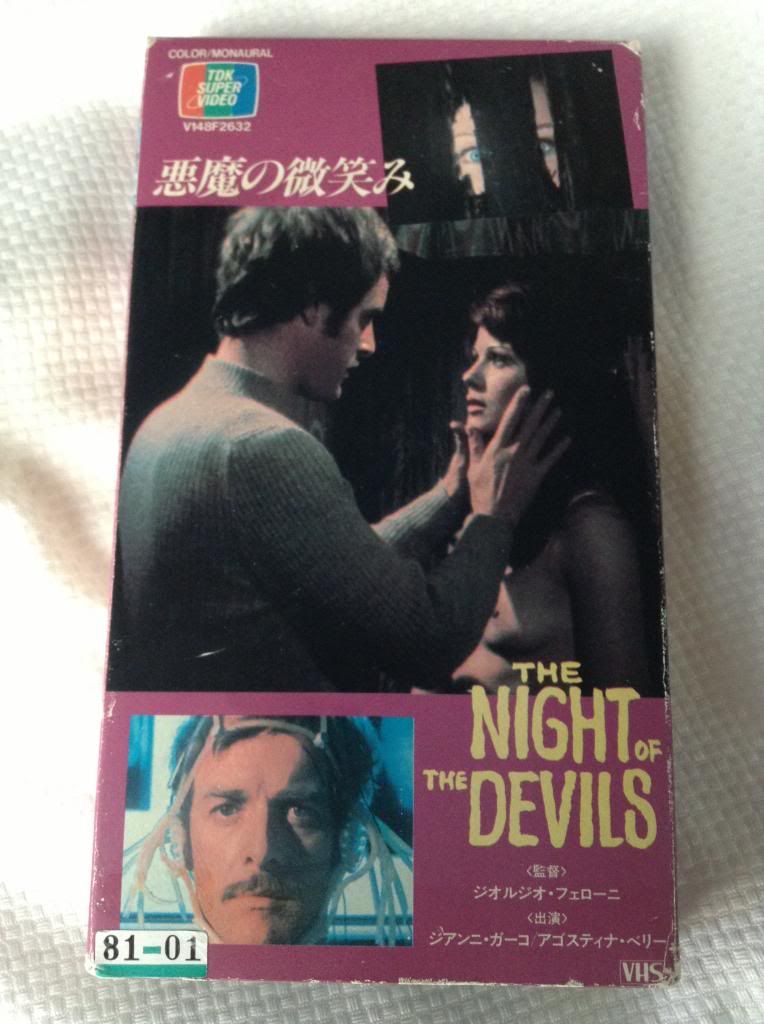 COLOR/MONAURAL
TDK
SUPER
VIDEO
V148F2632
悪魔の微笑み
THE
NIGHT OF
THE DEVILS
〈監督〉
ジオルジオ・フェローニ
〈出演〉
ジアンニ・ガーコ/アゴスティナ・ベリー
81-01
VHS